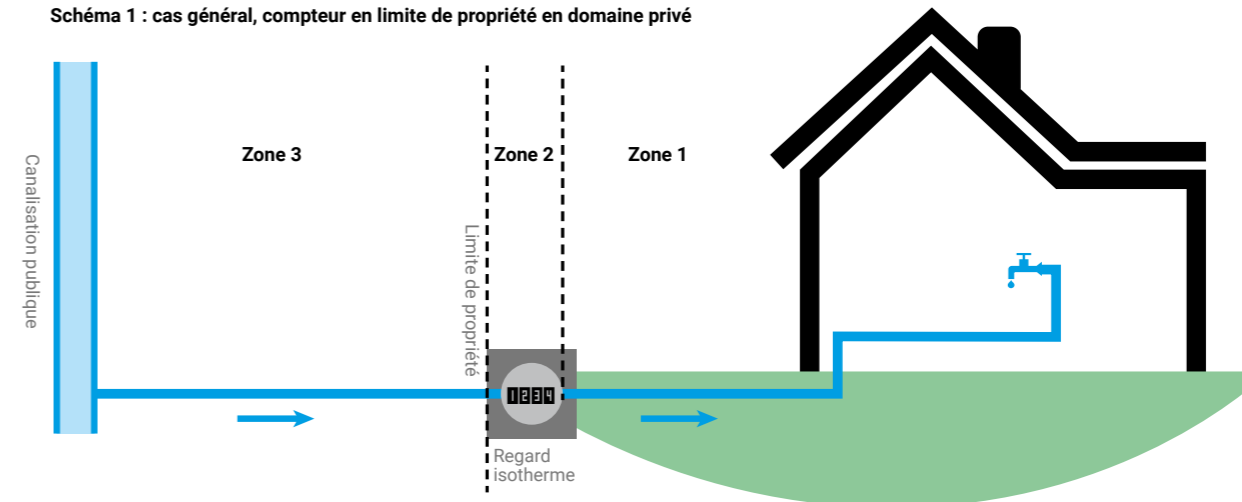 Schéma 1 : cas général, compteur en limite de propriété en domaine privé
Zone 3
Zone 2
Zone 1
Canalisation publique
Limite de propriété
1234
Regard
isotherme